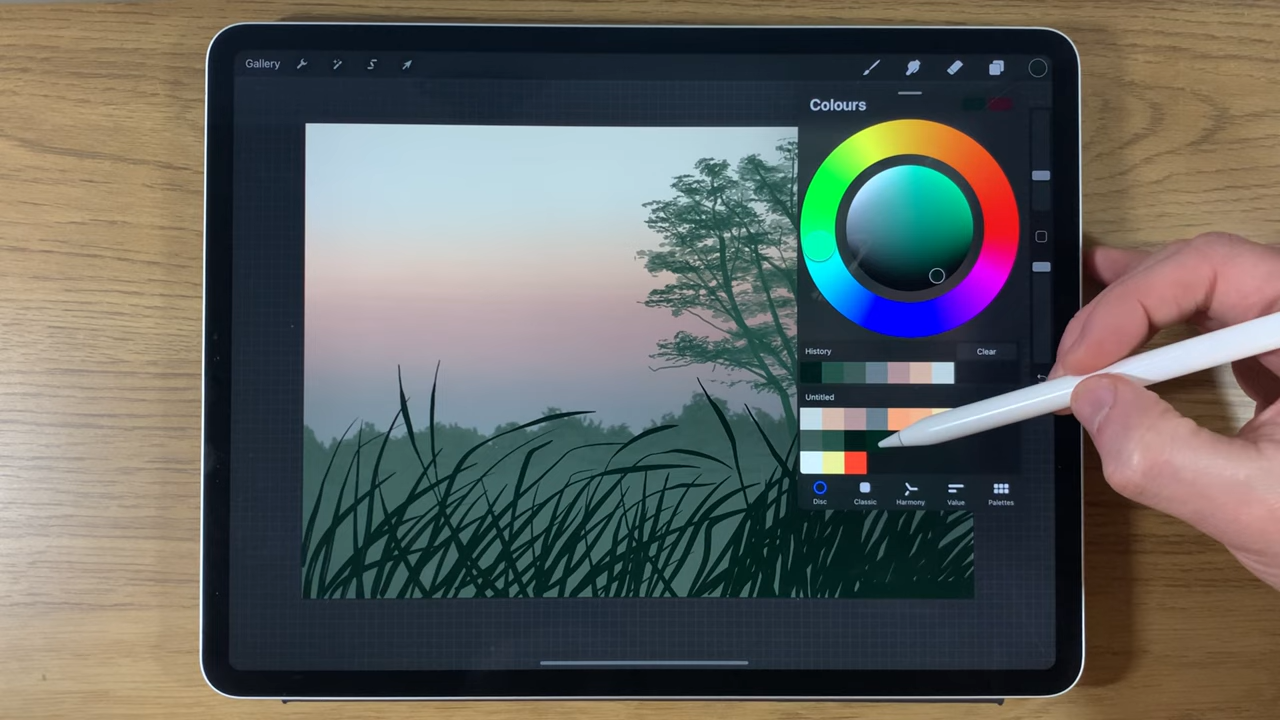 Gallery
Colours
History Clear
Untitled
Disc Classic Harmony Value Palettes